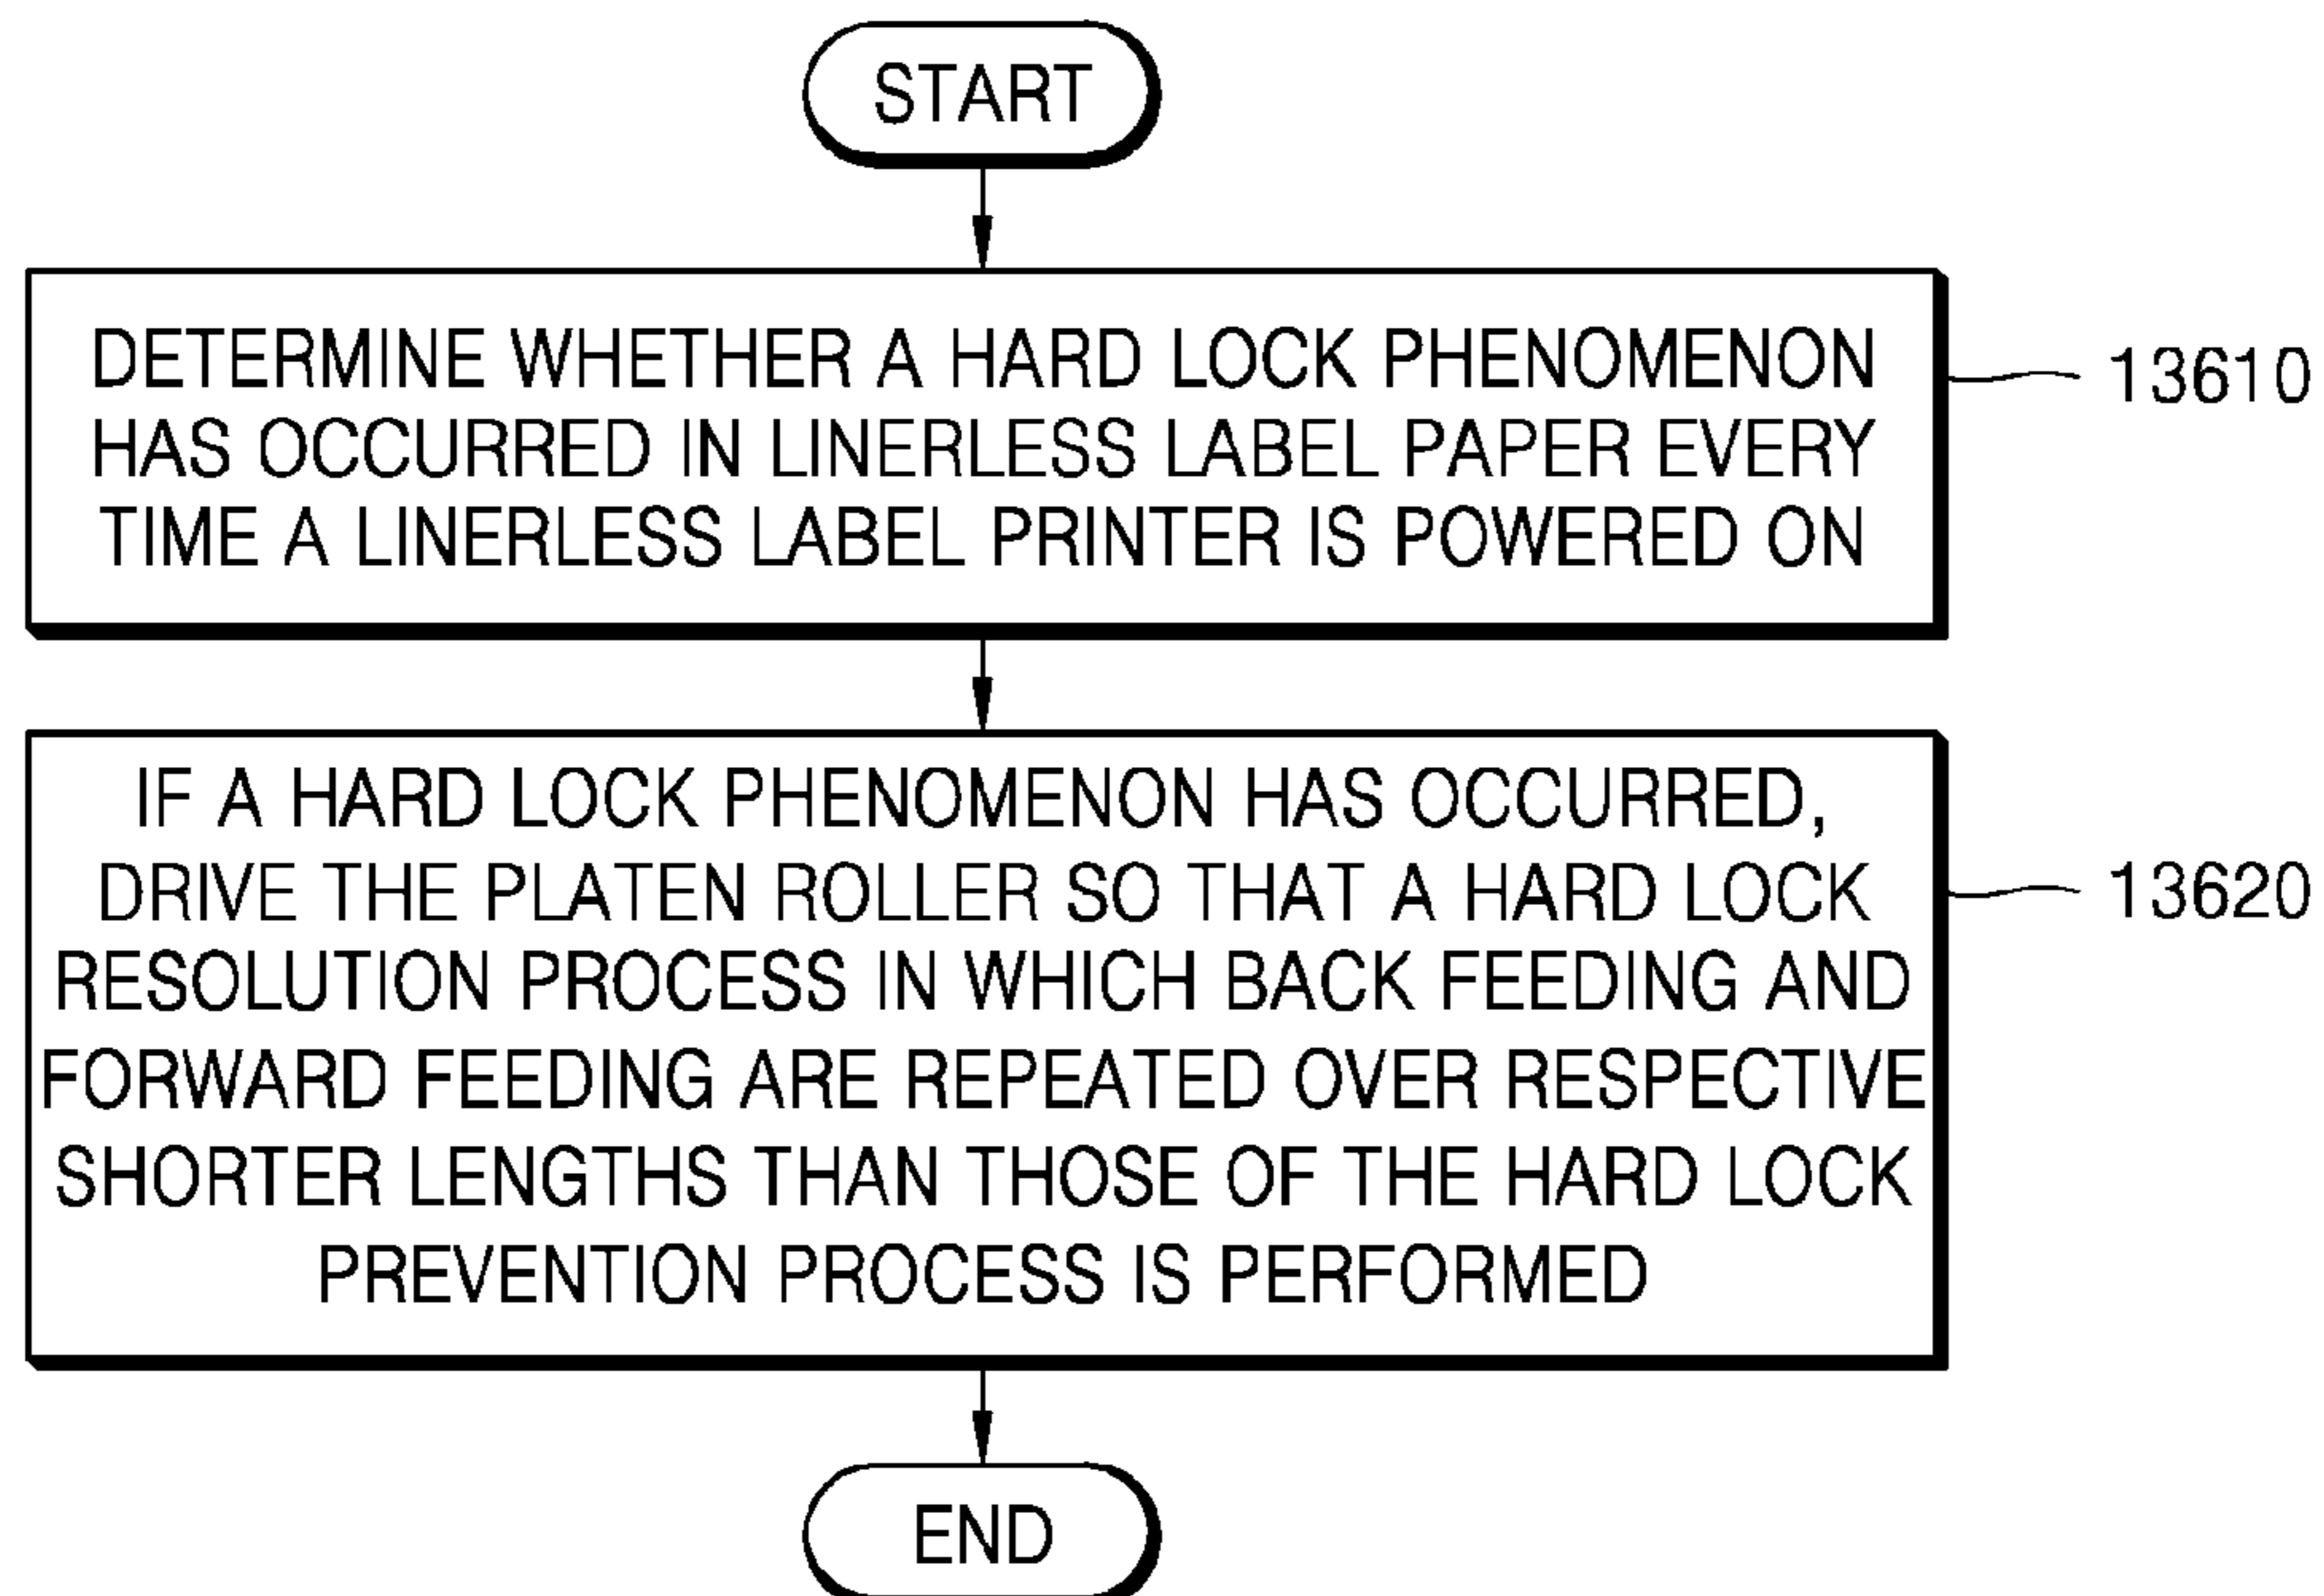 START
DETERMINE WHETHER A HARD LOCK PHENOMENON
HAS OCCURRED IN LINERLESS LABEL PAPER EVERY
TIME A LINERLESS LABEL PRINTER IS POWERED ON
13610
IF A HARD LOCK PHENOMENON HAS OCCURRED,
DRIVE THE PLATEN ROLLER SO THAT A HARD LOCK
RESOLUTION PROCESS IN WHICH BACK FEEDING AND
FORWARD FEEDING ARE REPEATED OVER RESPECTIVE
SHORTER LENGTHS THAN THOSE OF THE HARD LOCK
PREVENTION PROCESS IS PERFORMED
13620
END